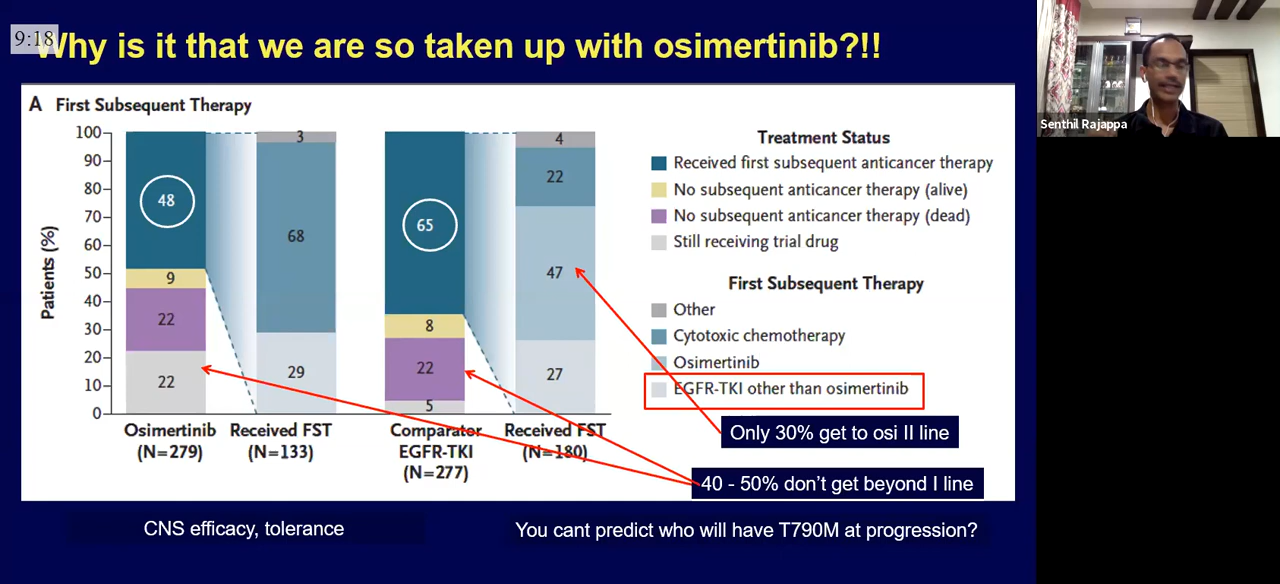 9:18
Why is it that we are so taken up with osimertinib?!!
Senthil Rajappa
A First Subsequent Therapy
Patients (%)
100
90
80
70
60
50
40
30
20
10
0
48
9
22
22
3
68
29
65
8
22
5
4
22
47
27
Osimertinib
(N=279)
Received FST
(N=133)
Comparator
EGFR-TKI
(N=277)
Received FST
(N=180)
Treatment Status
Received first subsequent anticancer therapy
No subsequent anticancer therapy (alive)
No subsequent anticancer therapy (dead)
Still receiving trial drug
First Subsequent Therapy
Other
Cytotoxic chemotherapy
Osimertinib
EGFR-TKI other than osimertinib
Only 30% get to osi II line
40 - 50% don't get beyond I line
CNS efficacy, tolerance
You cant predict who will have T790M at progression?